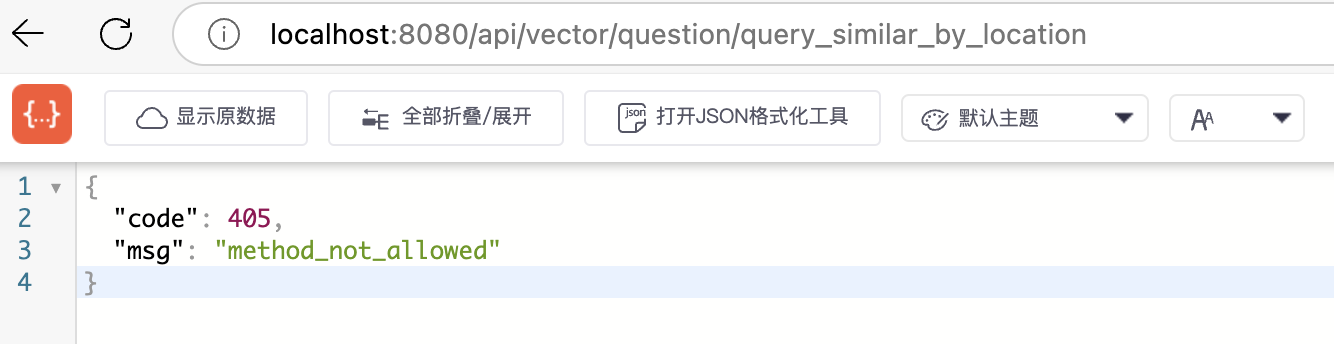 localhost:8080/api/vector/question/query_similar_by_location
{...} 显示原数据 全部折叠/展开 json 打开JSON格式化工具 默认主题 AA
1 {
2 "code": 405,
3 "msg": "method_not_allowed"
4 }